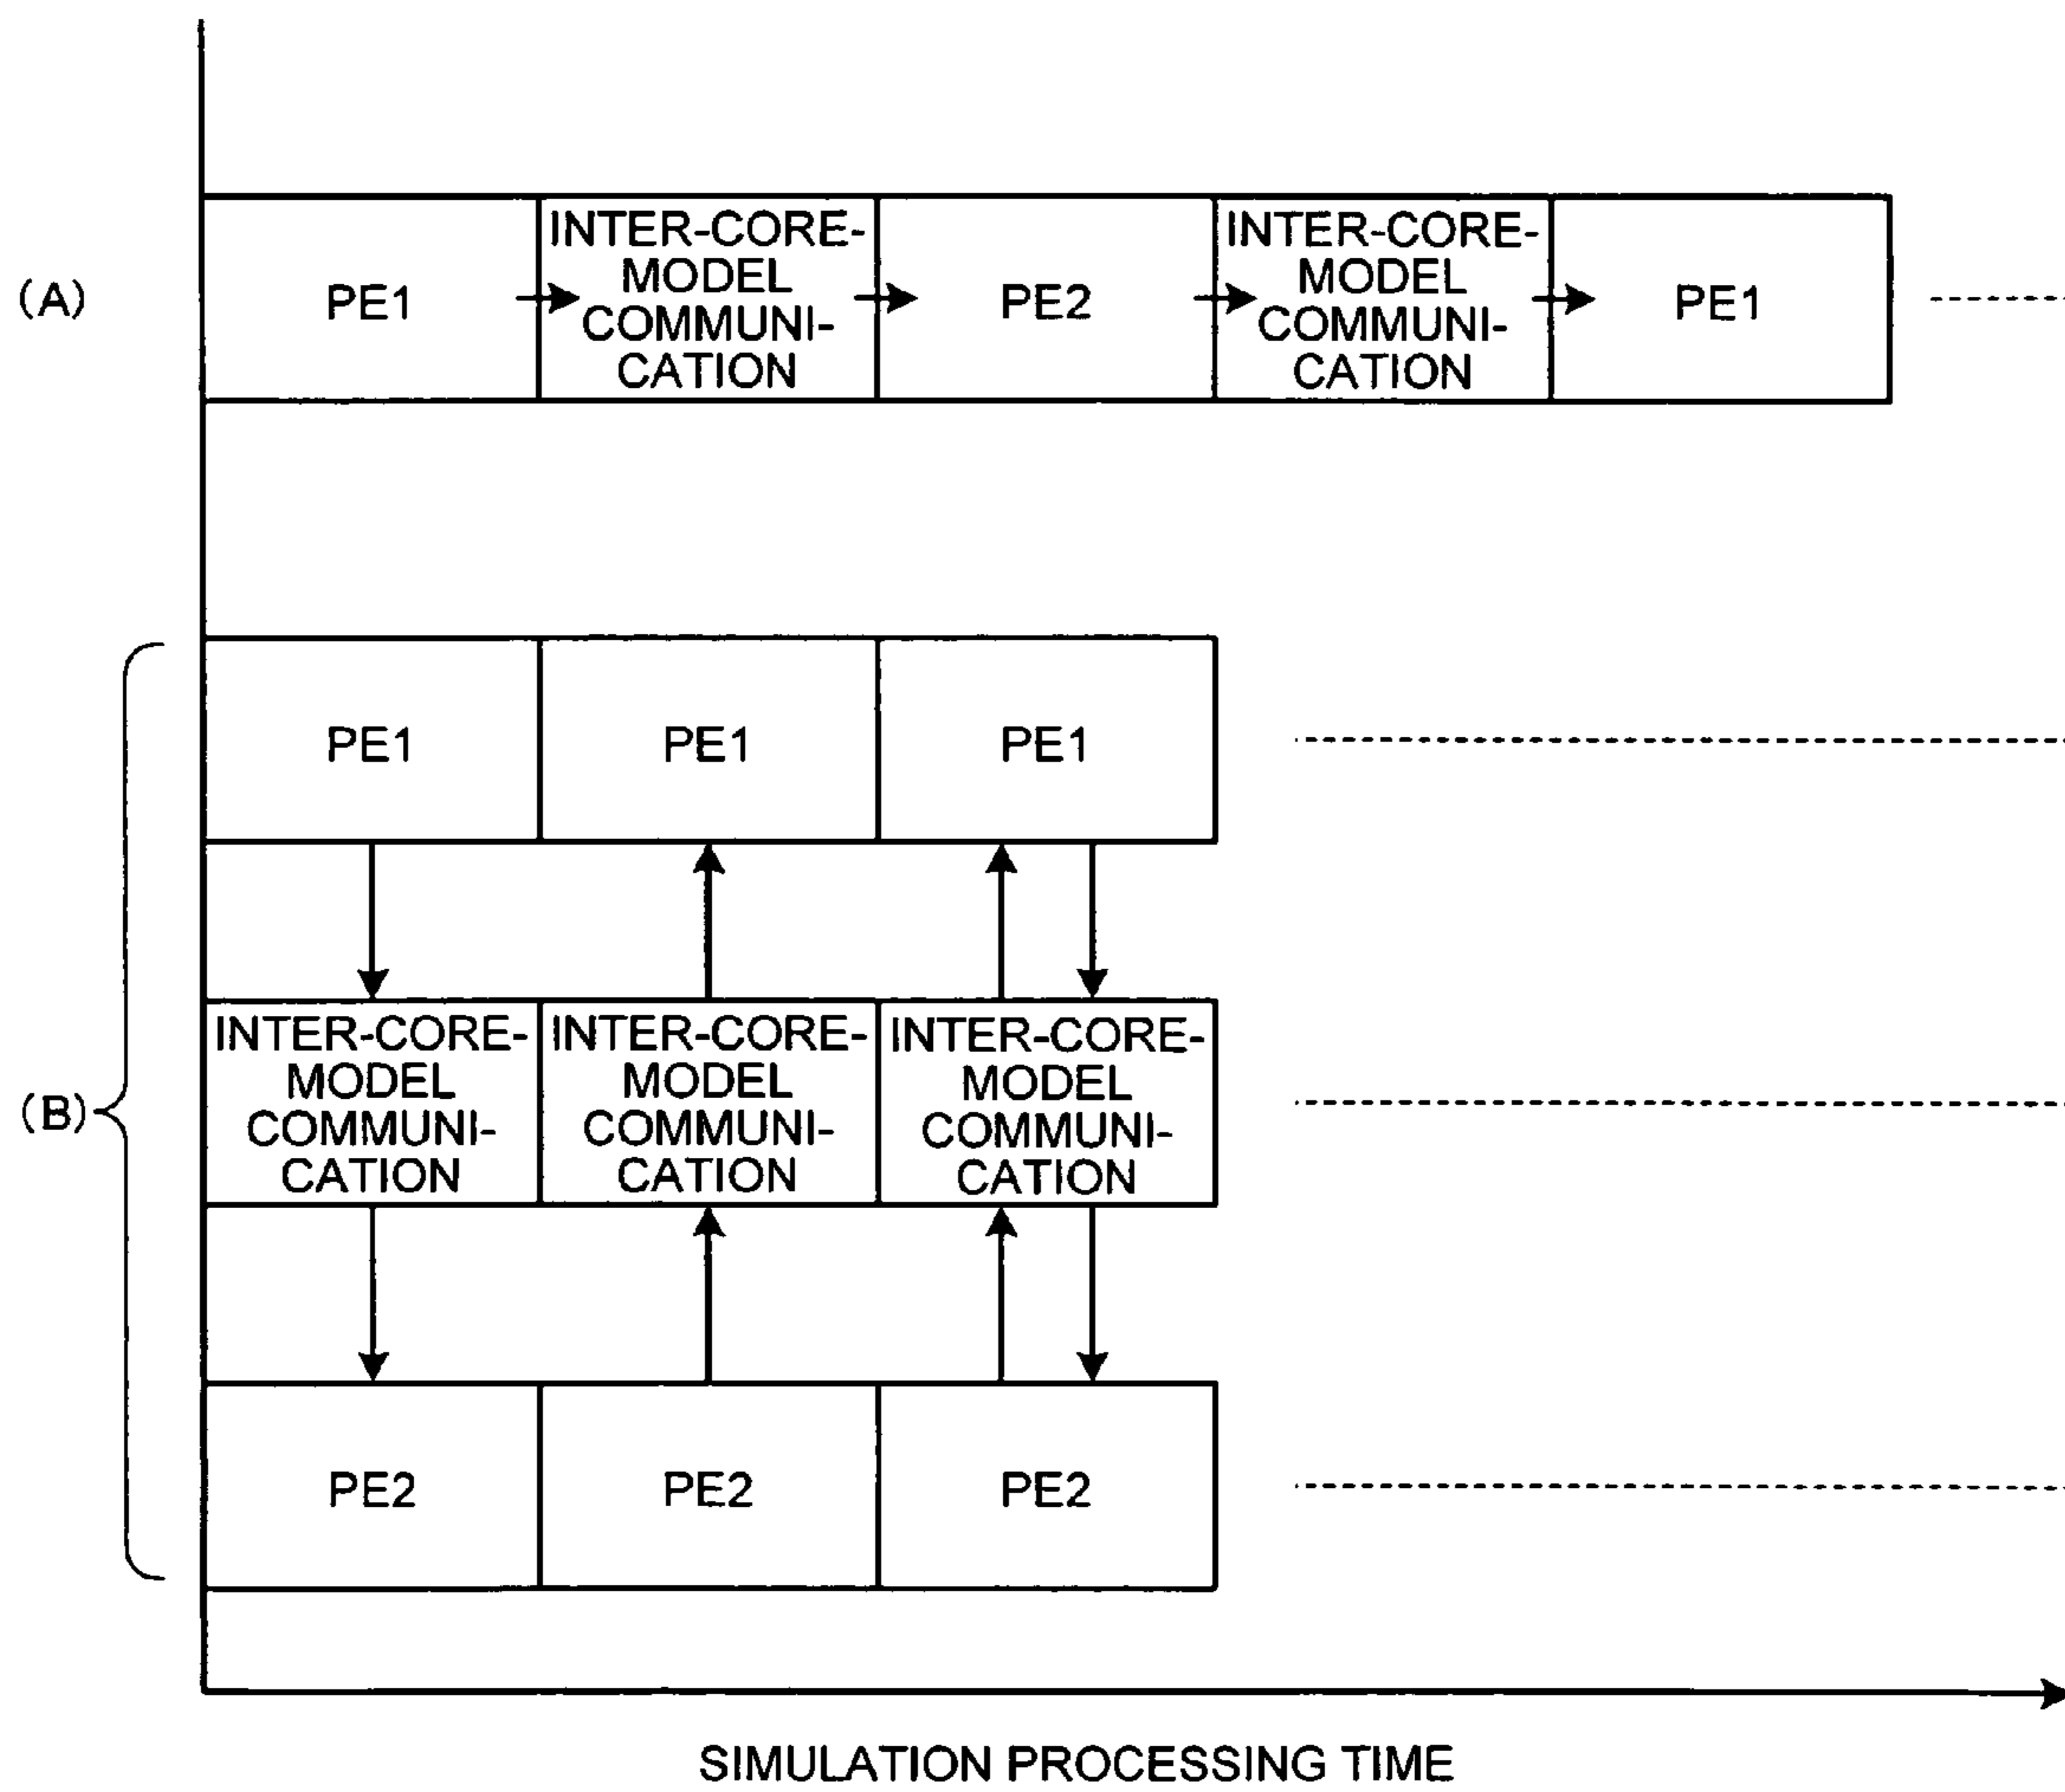 (A)
PE1
INTER-CORE-
MODEL
COMMUNI-
CATION
PE2
INTER-CORE-
MODEL
COMMUNI-
CATION
PE1
(B)
PE1
PE1
PE1
INTER-CORE-
MODEL
COMMUNI-
CATION
INTER-CORE-
MODEL
COMMUNI-
CATION
INTER-CORE-
MODEL
COMMUNI-
CATION
PE2
PE2
PE2
SIMULATION PROCESSING TIME